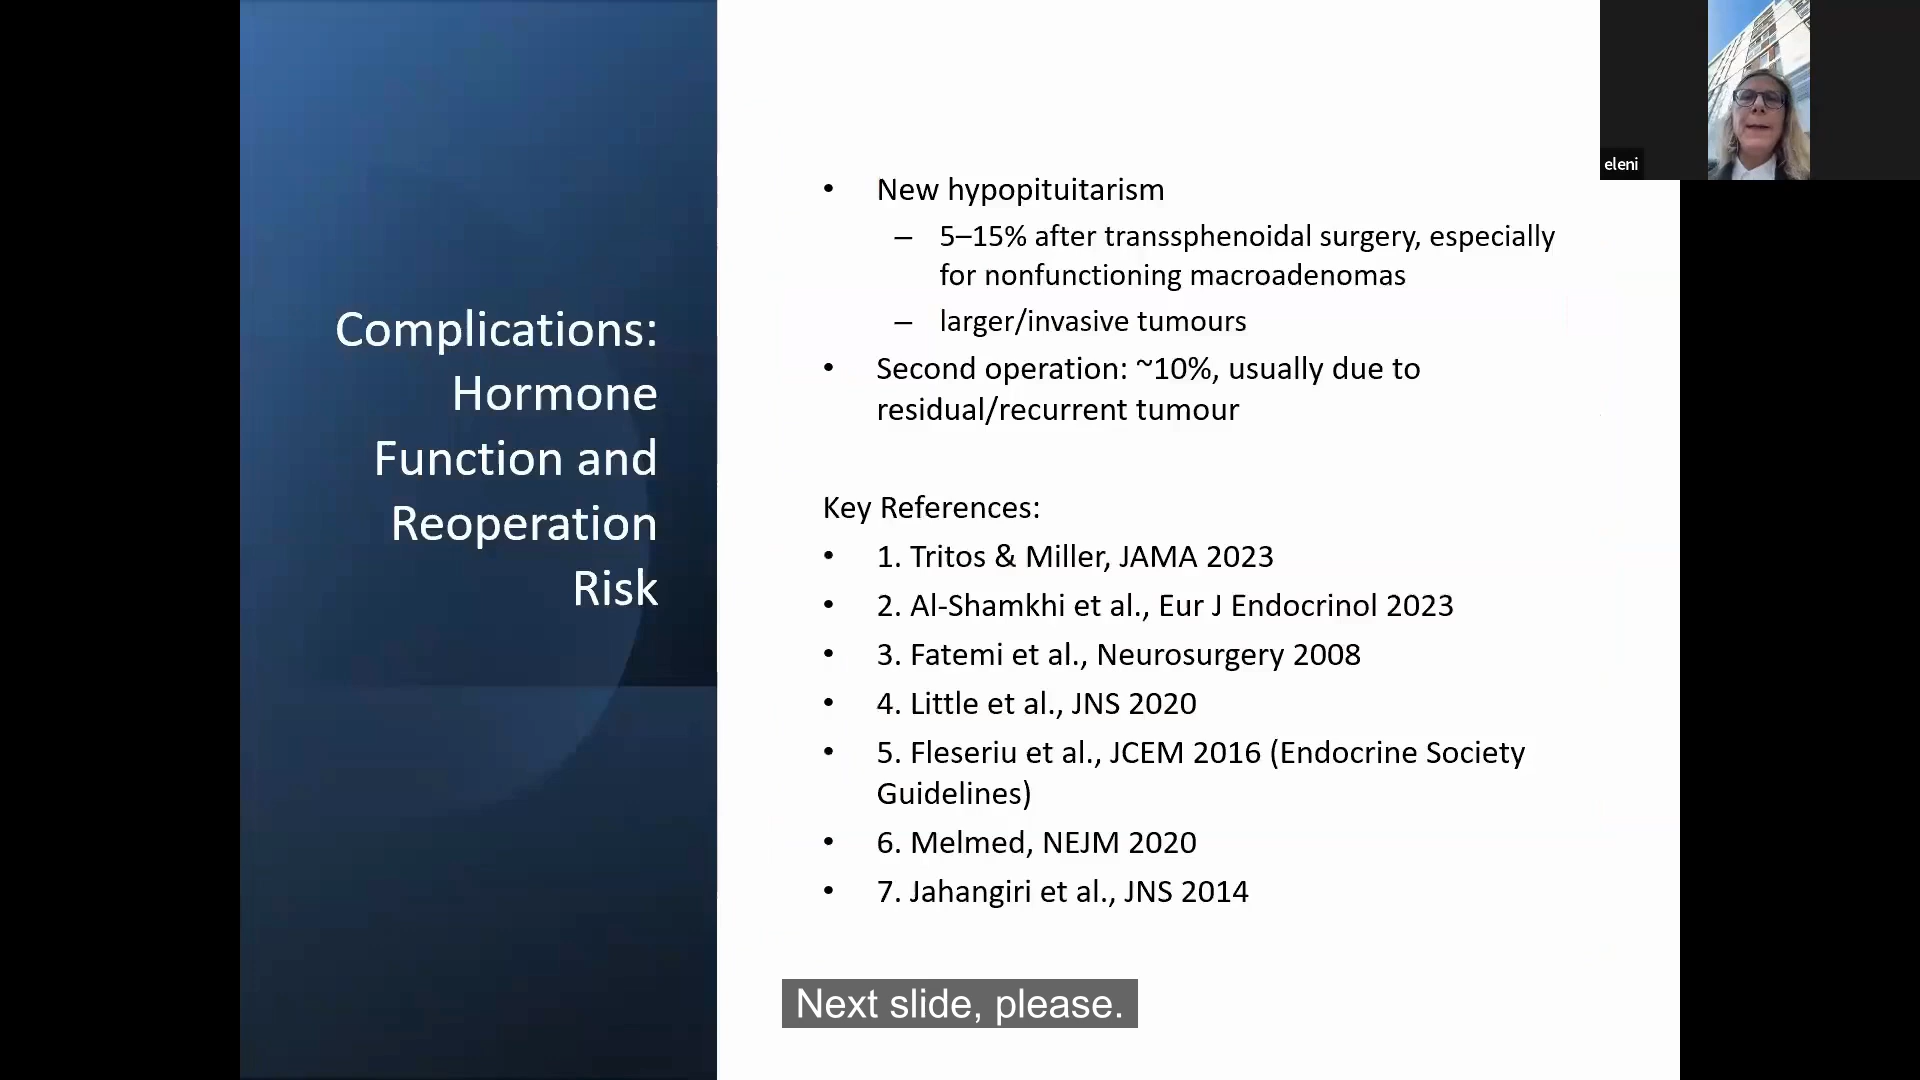 Complications:
Hormone
Function and
Reoperation
Risk
• New hypopituitarism
– 5–15% after transsphenoidal surgery, especially
for nonfunctioning macroadenomas
– larger/invasive tumours
• Second operation: ~10%, usually due to
residual/recurrent tumour
Key References:
• 1. Tritos & Miller, JAMA 2023
• 2. Al-Shamkhi et al., Eur J Endocrinol 2023
• 3. Fatemi et al., Neurosurgery 2008
• 4. Little et al., JNS 2020
• 5. Fleseriu et al., JCEM 2016 (Endocrine Society
Guidelines)
• 6. Melmed, NEJM 2020
• 7. Jahangiri et al., JNS 2014
eleni
Next slide, please.